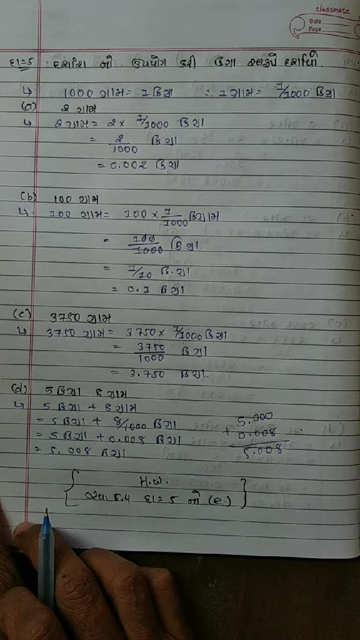 classmate
Date
Page
દા=5 દશાંશ નો ઉપયોગ કરી કિગ્રા સ્વરૂપે દર્શાવો
↳ 1000 ગ્રામ = 1 કિગ્રા ∴ 1 ગ્રામ = 1/1000 કિગ્રા
(a) 2 ગ્રામ
↳ 2 ગ્રામ = 2 × 1/1000 કિગ્રા
= 2/1000 કિગ્રા
= 0.002 કિગ્રા
(b) 100 ગ્રામ
↳ 100 ગ્રામ = 100 × 1/1000 કિગ્રામ
= 100/1000 કિગ્રા.
= 1/10 કિ.ગ્રા
= 0.1 કિગ્રા
(c) 3750 ગ્રામ
↳ 3750 ગ્રામ = 3750 × 1/1000 કિગ્રા
= 3750/1000 કિગ્રા
= 3.750 કિગ્રા.
(d) 5 કિગ્રા 8 ગ્રામ
↳ 5 કિગ્રા + 8 ગ્રામ
= 5 કિગ્રા + 8/1000 કિગ્રા
= 5 કિગ્રા + 0.008 કિગ્રા
= 5.008 કિગ્રા
5.000
+ 0.008
5.008
H.W.
8.4 દા = 5 નો (e)